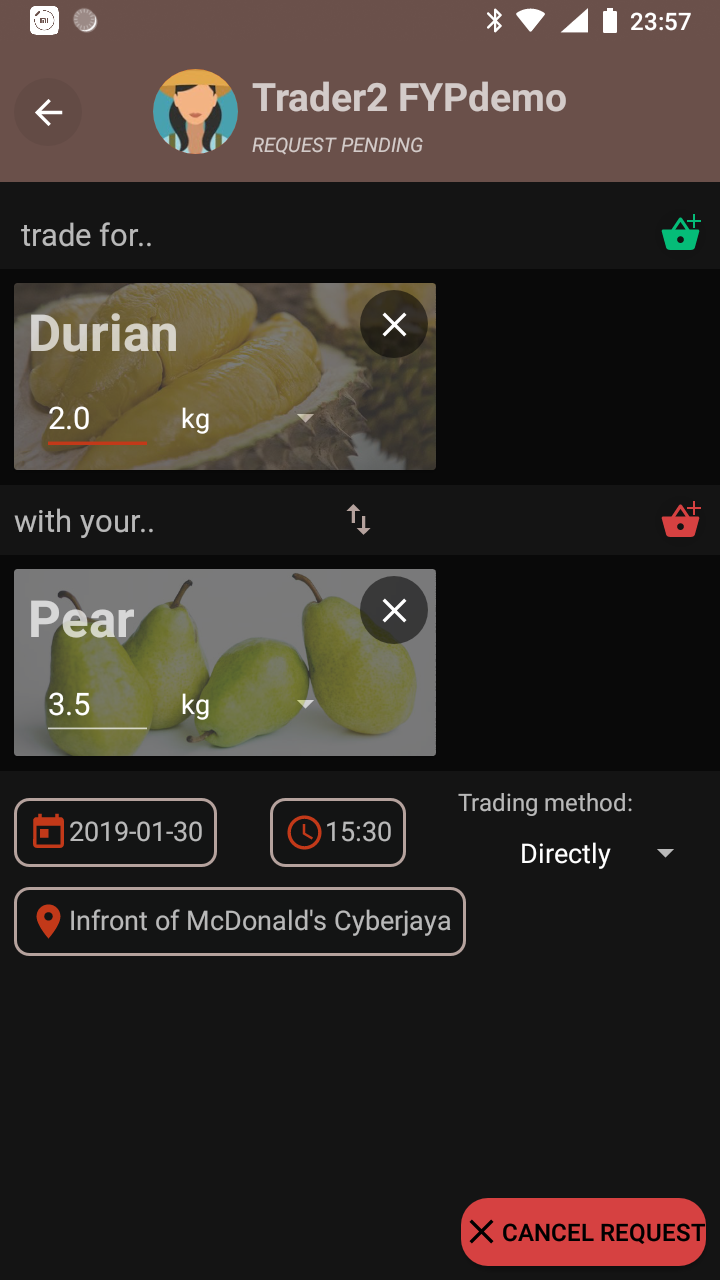 23:57
Trader2 FYPdemo
REQUEST PENDING
trade for..
Durian
2.0 kg
with your..
Pear
3.5 kg
Trading method:
2019-01-30 15:30 Directly
Infront of McDonald's Cyberjaya
CANCEL REQUEST